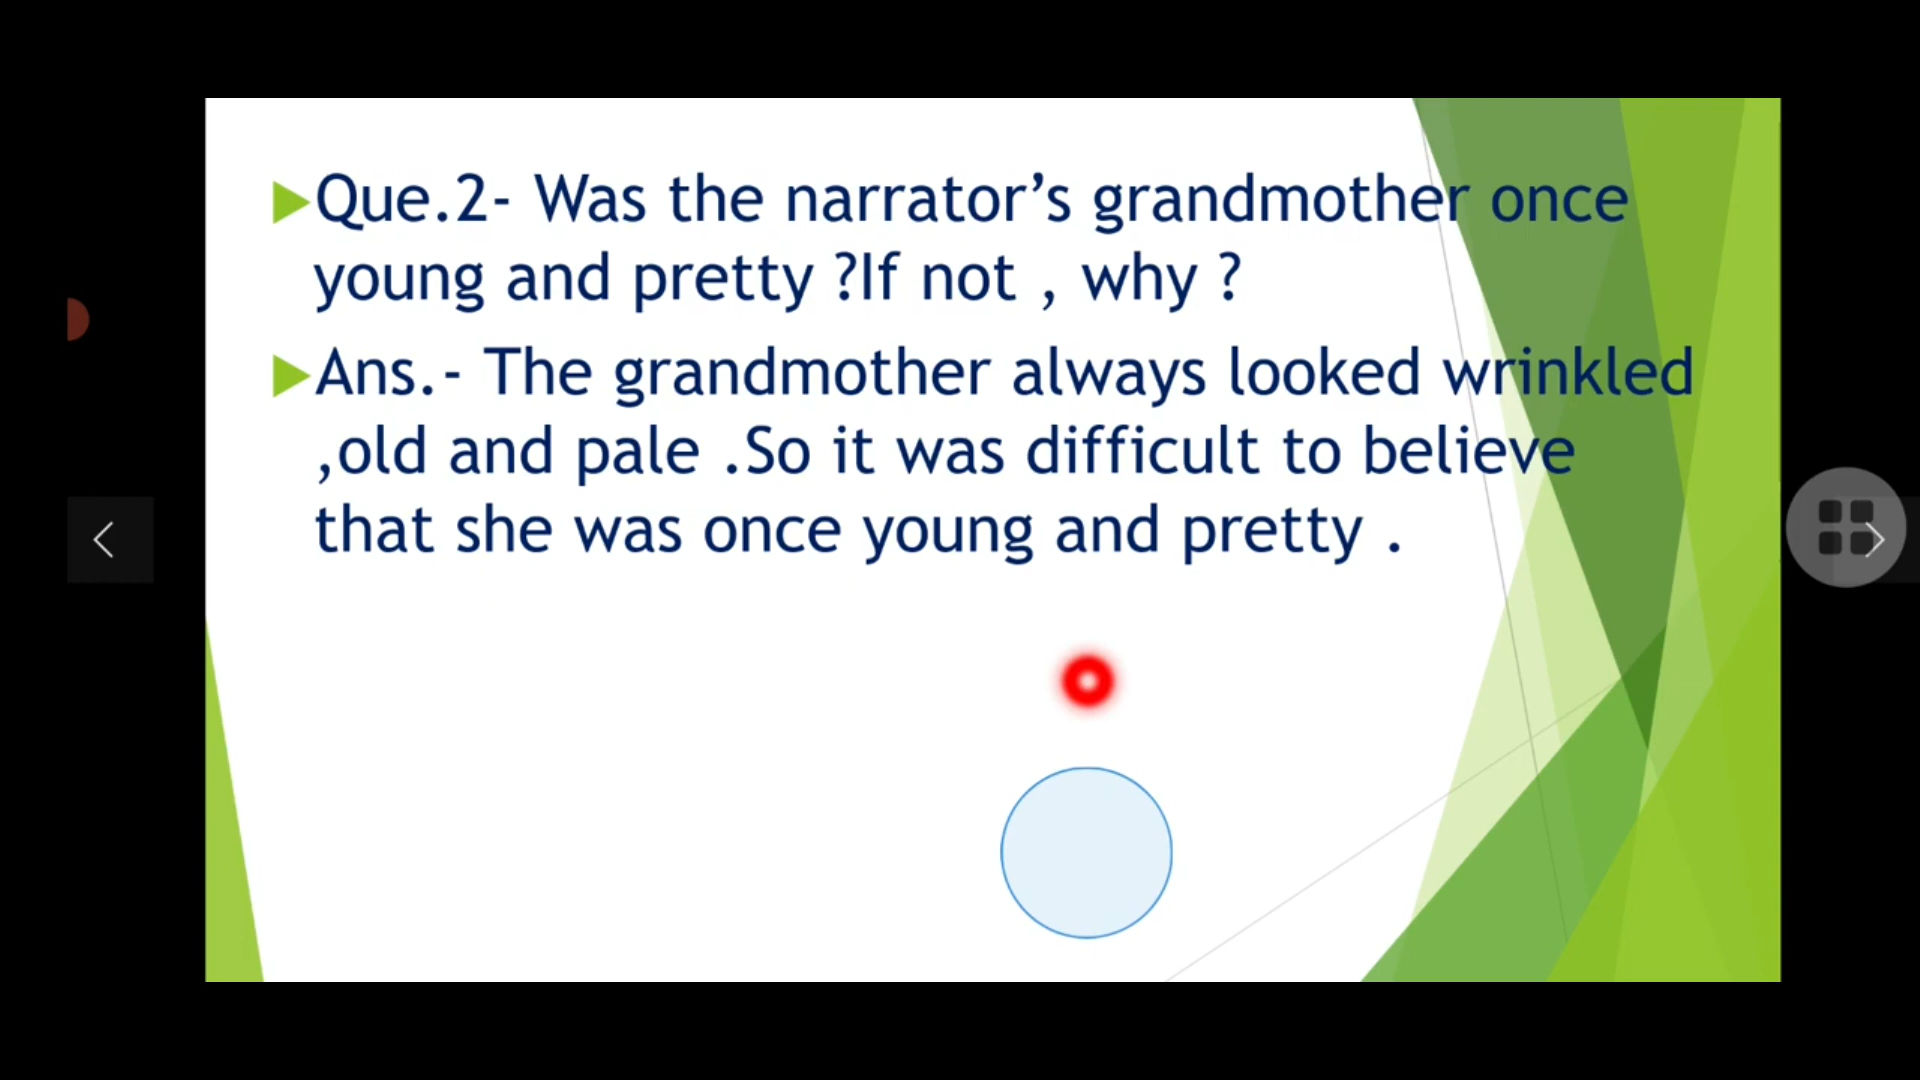 Que.2- Was the narrator’s grandmother once
young and pretty ?If not , why ?
Ans.- The grandmother always looked wrinkled
,old and pale .So it was difficult to believe
that she was once young and pretty .